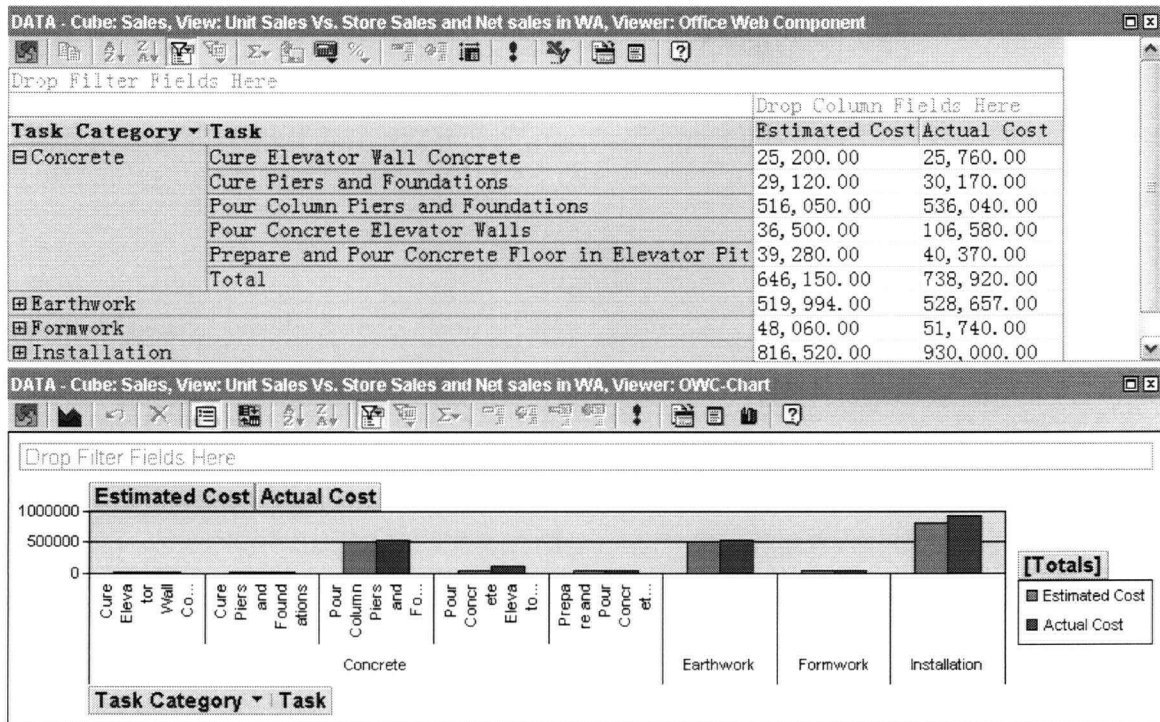 DATA - Cube: Sales, View: Unit Sales Vs. Store Sales and Net sales in WA, Viewer: Office Web Component
Drop Filter Fields Here
Drop Column Fields Here
Task Category Task Estimated Cost Actual Cost
Concrete Cure Elevator Wall Concrete 25,200.00 25,760.00
Cure Piers and Foundations 29,120.00 30,170.00
Pour Column Piers and Foundations 516,050.00 536,040.00
Pour Concrete Elevator Walls 36,500.00 106,580.00
Prepare and Pour Concrete Floor in Elevator Pit 39,280.00 40,370.00
Total 646,150.00 738,920.00
Earthwork 519,994.00 528,657.00
Formwork 48,060.00 51,740.00
Installation 816,520.00 930,000.00
DATA - Cube: Sales, View: Unit Sales Vs. Store Sales and Net sales in WA, Viewer: OWC-Chart
Drop Filter Fields Here
Estimated Cost Actual Cost
1000000
500000
0
Cure
Eleva
tor
Wall
Co...
Cure
Piers
and
Found
ations
Pour
Column
Piers
and
Fo...
Pour
Concr
ete
Eleva
to...
Prepa
re and
Pour
Concr
et...
Concrete Earthwork Formwork Installation
[Totals]
Estimated Cost
Actual Cost
Task Category Task